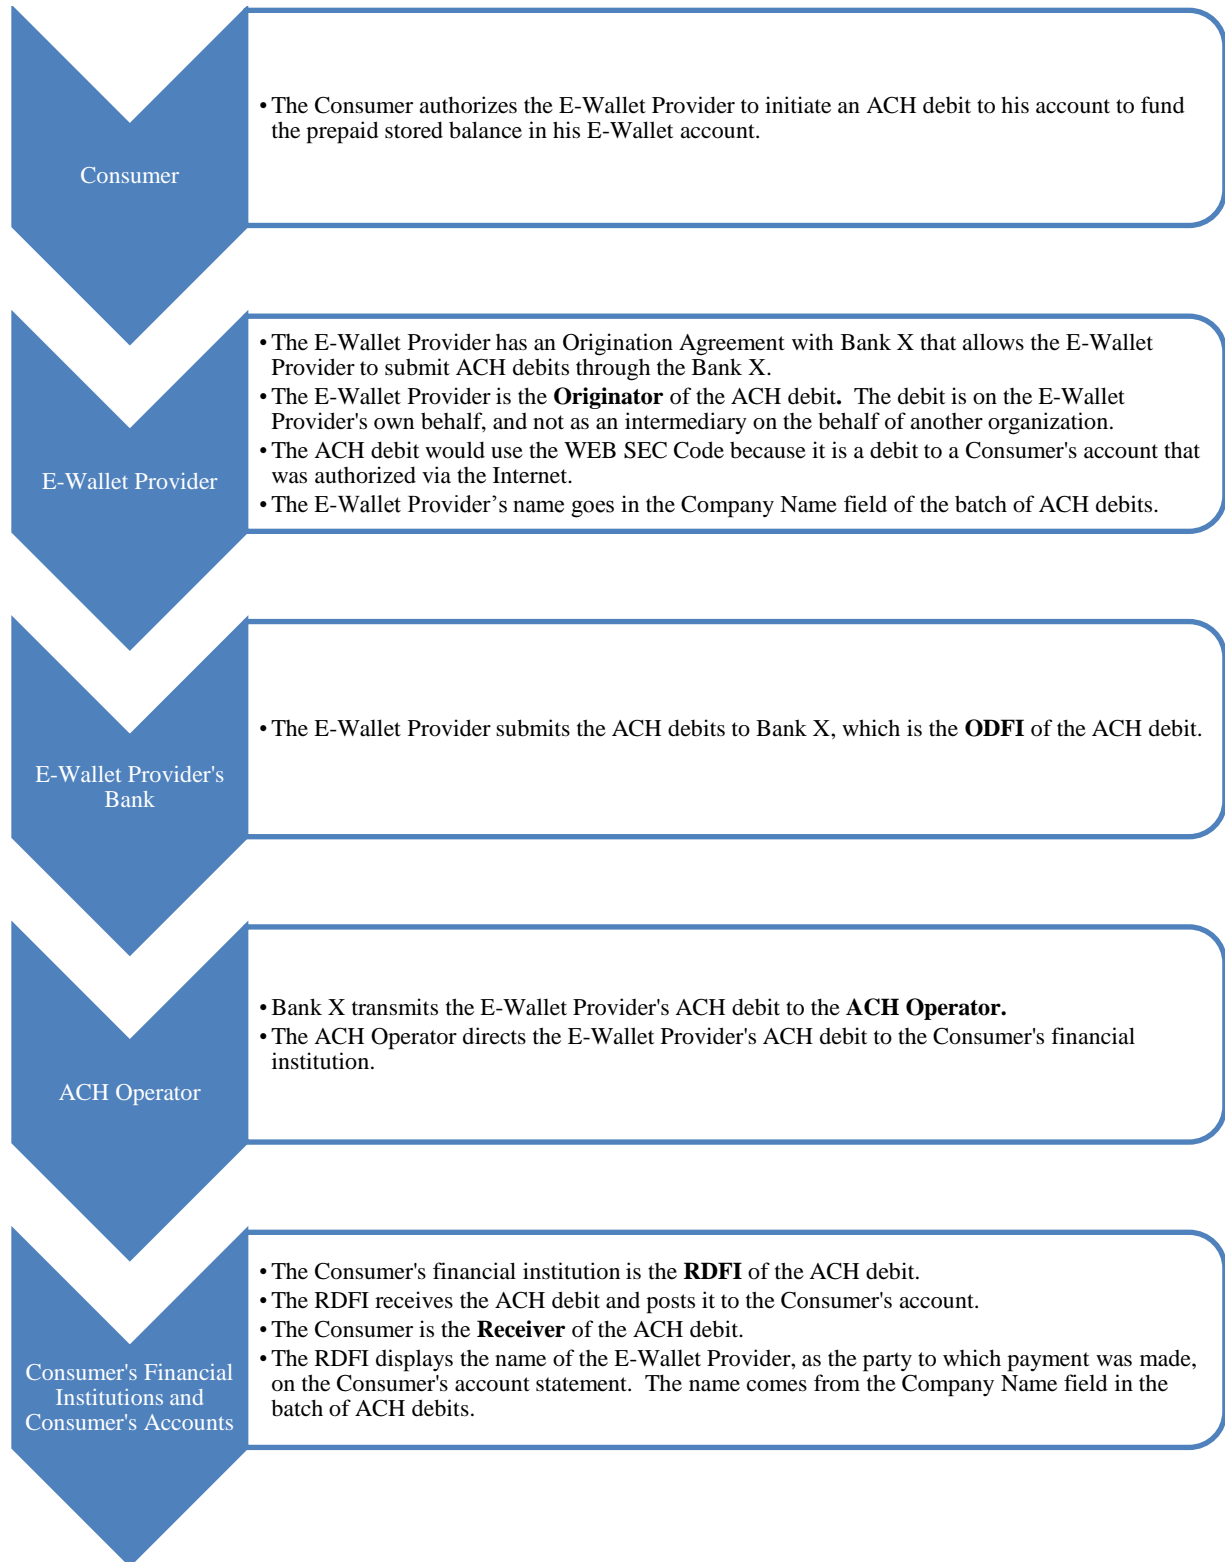 Consumer
• The Consumer authorizes the E-Wallet Provider to initiate an ACH debit to his account to fund
the prepaid stored balance in his E-Wallet account.
E-Wallet Provider
• The E-Wallet Provider has an Origination Agreement with Bank X that allows the E-Wallet
Provider to submit ACH debits through the Bank X.
• The E-Wallet Provider is the Originator of the ACH debit.  The debit is on the E-Wallet
Provider's own behalf, and not as an intermediary on the behalf of another organization.
• The ACH debit would use the WEB SEC Code because it is a debit to a Consumer's account that
was authorized via the Internet.
• The E-Wallet Provider’s name goes in the Company Name field of the batch of ACH debits.
E-Wallet Provider's
Bank
• The E-Wallet Provider submits the ACH debits to Bank X, which is the ODFI of the ACH debit.
ACH Operator
• Bank X transmits the E-Wallet Provider's ACH debit to the ACH Operator.
• The ACH Operator directs the E-Wallet Provider's ACH debit to the Consumer's financial
institution.
Consumer's Financial
Institutions and
Consumer's Accounts
• The Consumer's financial institution is the RDFI of the ACH debit.
• The RDFI receives the ACH debit and posts it to the Consumer's account.
• The Consumer is the Receiver of the ACH debit.
• The RDFI displays the name of the E-Wallet Provider, as the party to which payment was made,
on the Consumer's account statement.  The name comes from the Company Name field in the
batch of ACH debits.